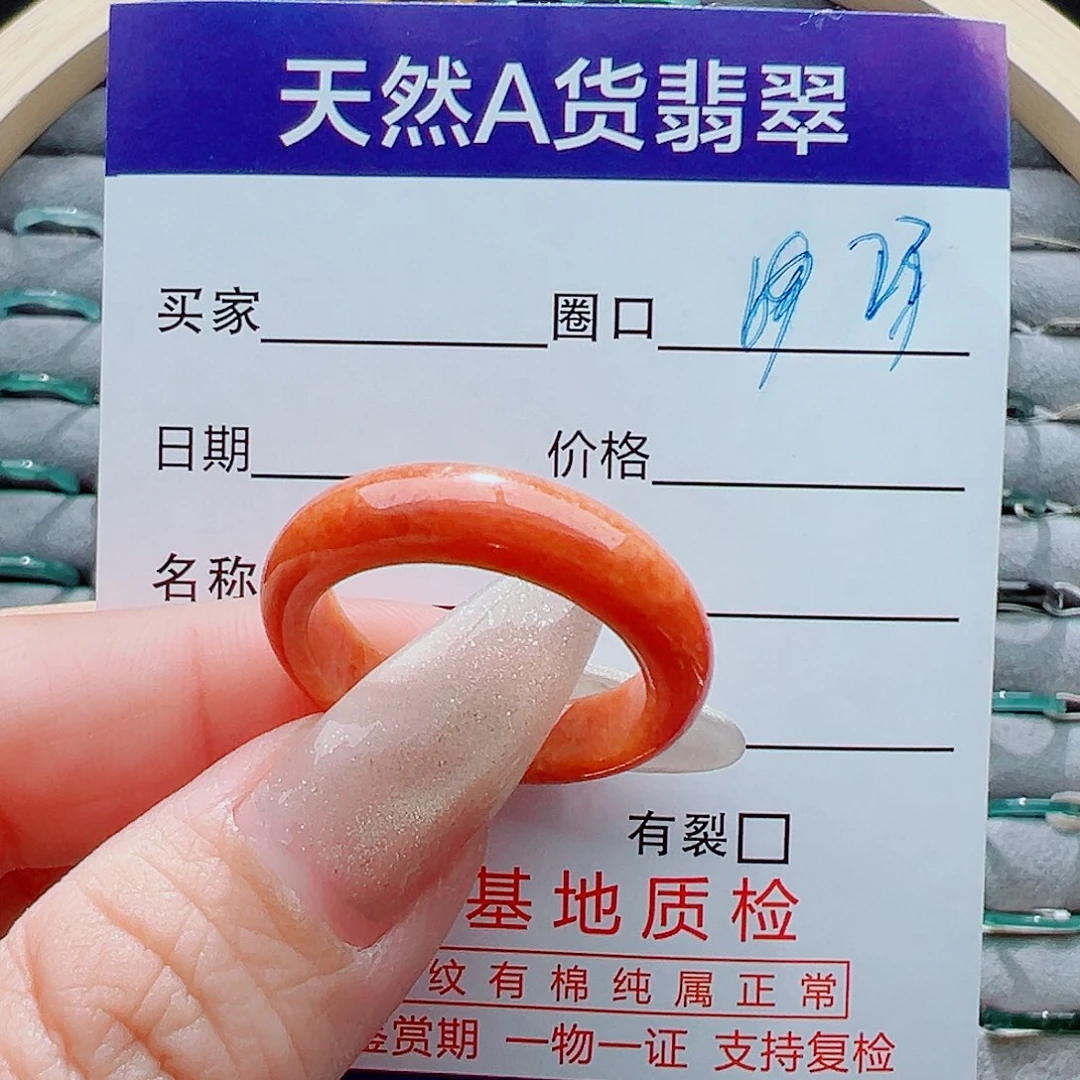 天然A货翡翠
买家 圈口
日期 价格
名称
有裂
基地质检
纹有棉纯属正常
鉴赏期 一物一证 支持复检